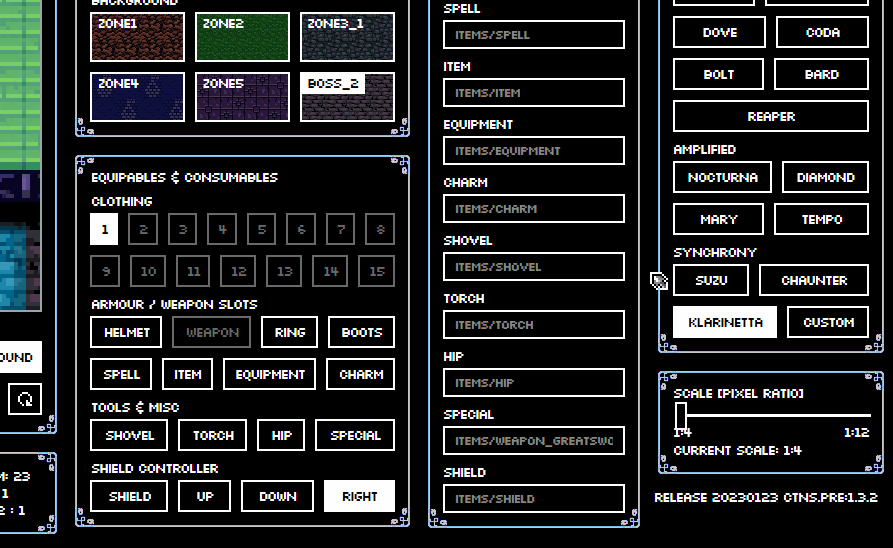 BACKGROUND
ZONE1 ZONE2 ZONE3_1
ZONE4 ZONE5 BOSS_2
EQUIPABLES & CONSUMABLES
CLOTHING
1 2 3 4 5 6 7 8
9 10 11 12 13 14 15
ARMOUR / WEAPON SLOTS
HELMET WEAPON RING BOOTS
SPELL ITEM EQUIPMENT CHARM
TOOLS & MISC
SHOVEL TORCH HIP SPECIAL
SHIELD CONTROLLER
SHIELD UP DOWN RIGHT
OUND
M: 23
1
2 : 1
SPELL
ITEMS/SPELL
ITEM
ITEMS/ITEM
EQUIPMENT
ITEMS/EQUIPMENT
CHARM
ITEMS/CHARM
SHOVEL
ITEMS/SHOVEL
TORCH
ITEMS/TORCH
HIP
ITEMS/HIP
SPECIAL
ITEMS/WEAPON_GREATSWO
SHIELD
ITEMS/SHIELD
DOVE CODA
BOLT BARD
REAPER
AMPLIFIED
NOCTURNA DIAMOND
MARY TEMPO
SYNCHRONY
SUZU CHAUNTER
KLARINETTA CUSTOM
SCALE [PIXEL RATIO]
1:4 1:12
CURRENT SCALE: 1:4
RELEASE 20230123 CTNS.PRE:1.3.2